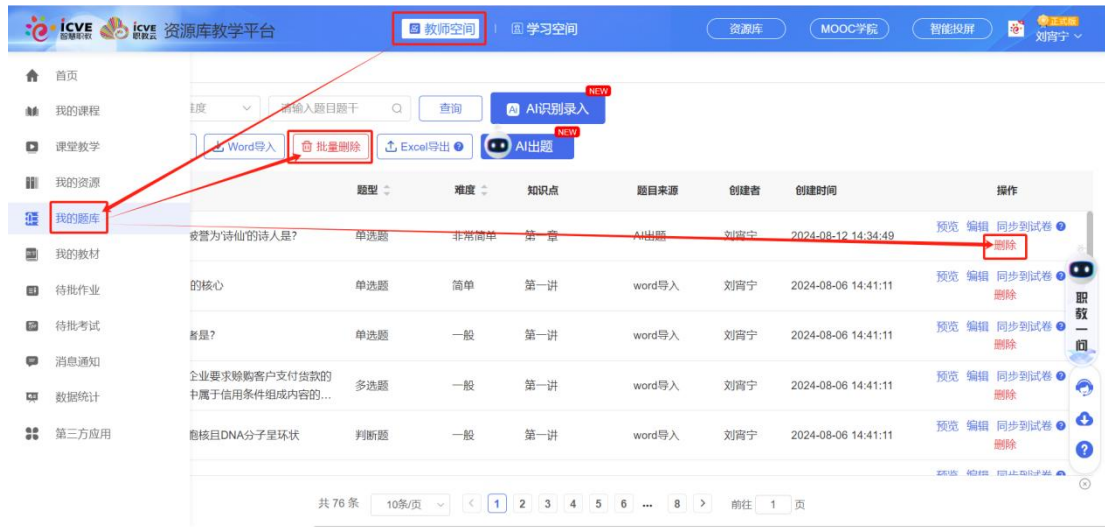 icve 智慧职教 icve 职教云 资源库教学平台 教师空间 学习空间 资源库 MOOC学院 智能投屏 正式版 刘宵宁
首页
我的课程
课堂教学
我的资源
我的题库
我的教材
待批作业
待批考试
消息通知
数据统计
第三方应用
难度 请输入题目题干 查询 AI识别录入 NEW
Word导入 批量删除 Excel导出 AI出题 NEW
题型 难度 知识点 题目来源 创建者 创建时间 操作
被誉为'诗仙'的诗人是? 单选题 非常简单 第一章 AI出题 刘宵宁 2024-08-12 14:34:49 预览 编辑 同步到试卷 删除
的核心 单选题 简单 第一讲 word导入 刘宵宁 2024-08-06 14:41:11 预览 编辑 同步到试卷 删除
者是? 单选题 一般 第一讲 word导入 刘宵宁 2024-08-06 14:41:11 预览 编辑 同步到试卷 删除
企业要求赊购客户支付货款的
中属于信用条件组成内容的... 多选题 一般 第一讲 word导入 刘宵宁 2024-08-06 14:41:11 预览 编辑 同步到试卷 删除
胞核且DNA分子呈环状 判断题 一般 第一讲 word导入 刘宵宁 2024-08-06 14:41:11 预览 编辑 同步到试卷 删除
预览 编辑 同步到试卷
职教一问
共 76 条 10条/页 1 2 3 4 5 6 ... 8 前往 1 页